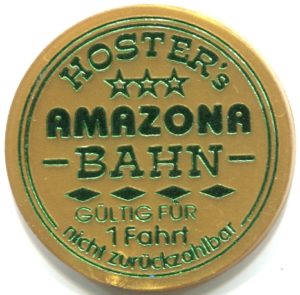 HOSTER's
AMAZONA
-BAHN-
GÜLTIG FÜR
1 Fahrt
nicht zurückzahlbar